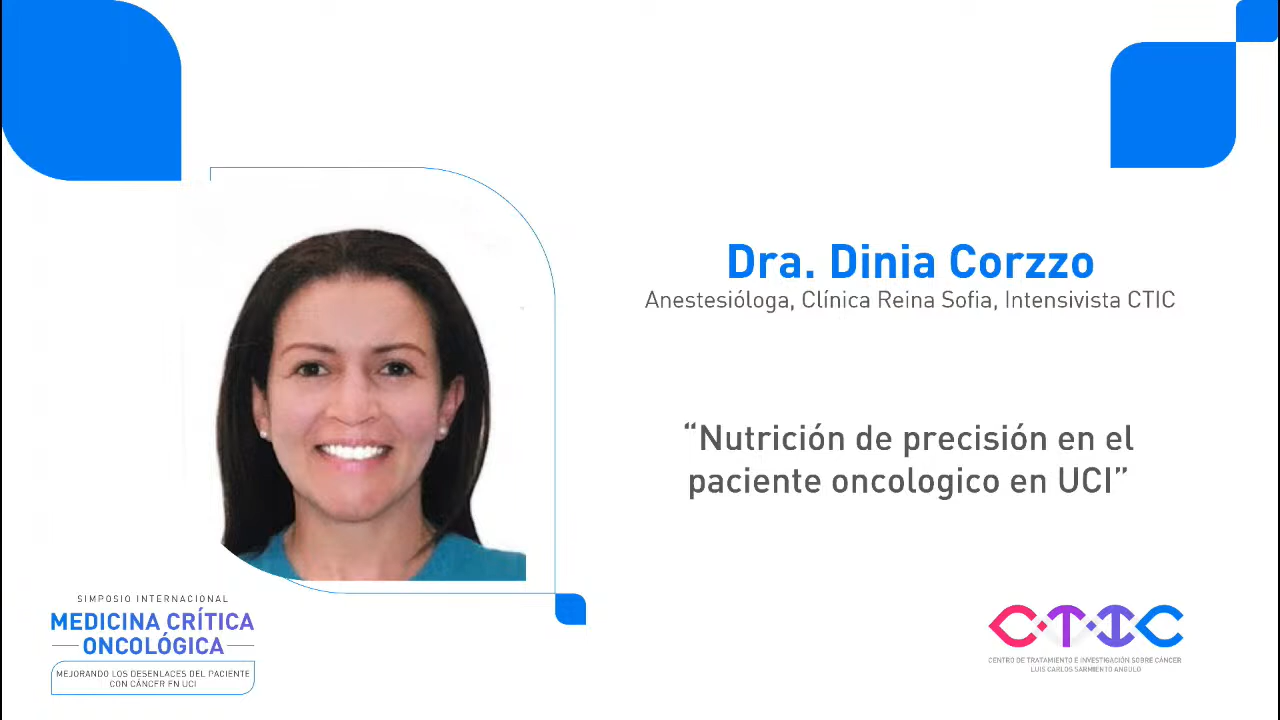 Dra. Dinia Corzzo
Anestesióloga, Clínica Reina Sofia, Intensivista CTIC
“Nutrición de precisión en el
paciente oncologico en UCI”
SIMPOSIO INTERNACIONAL
MEDICINA CRÍTICA
ONCOLÓGICA
MEJORANDO LOS DESENLACES DEL PACIENTE
CON CÁNCER EN UCI
CTIC
CENTRO DE TRATAMIENTO E INVESTIGACIÓN SOBRE CÁNCER
LUIS CARLOS SARMIENTO ANGULO